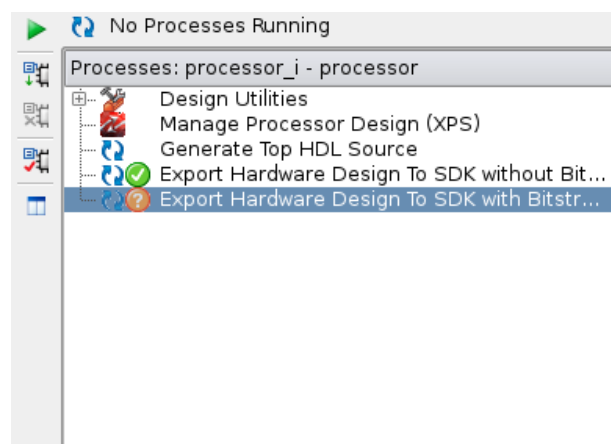 No Processes Running
Processes: processor_i - processor
Design Utilities
Manage Processor Design (XPS)
Generate Top HDL Source
Export Hardware Design To SDK without Bit...
Export Hardware Design To SDK with Bitstr...